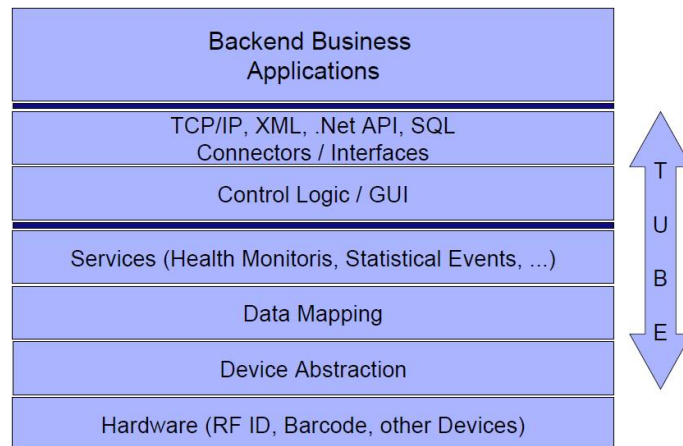 Backend Business
Applications
TCP/IP, XML, .Net API, SQL
Connectors / Interfaces
Control Logic / GUI
Services (Health Monitoris, Statistical Events, ...)
Data Mapping
Device Abstraction
Hardware (RF ID, Barcode, other Devices)
T
U
B
E